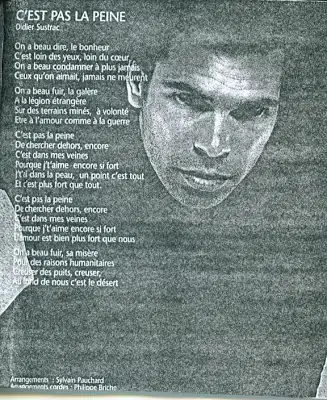 C'EST PAS LA PEINE
Didier Sustrac
On a beau dire, le bonheur
C'est loin des yeux, loin du cœur,
On a beau condamner à plus jamais
Ceux qu'on aimait, jamais ne meurent
On a beau fuir, la galère
A la légion étrangère
Sur des terrains minés, à volonté
Etre à l'amour comme à la guerre
C'est pas la peine
De chercher dehors, encore
C'est dans mes veines
Pourquoi j't'aime encore si fort
J't'ai dans la peau, un point c'est tout
Et c'est plus fort que tout.
C'est pas la peine
De chercher dehors, encore
C'est dans mes veines
Pourquoi j't'aime encore si fort
L'amour est bien plus fort que nous
On a beau fuir, sa misère
Pour des raisons humanitaires
Creuser des puits, creuser,
Au fond de nous c'est le désert
Arrangements : Sylvain Pauchard
Arrangements cordes : Philippe Briche